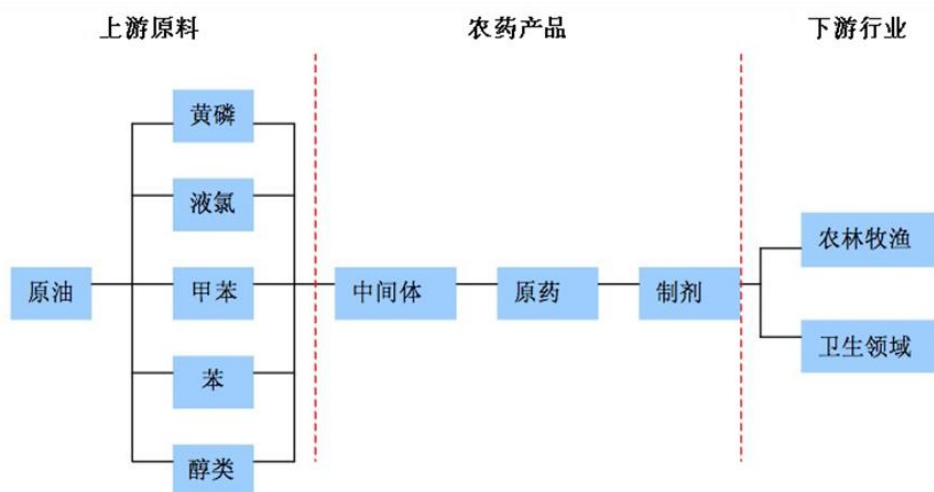 上游原料
农药产品
下游行业
黄磷
液氯
农林牧渔
原油
甲苯
中间体
原药
制剂
卫生领域
苯
醇类